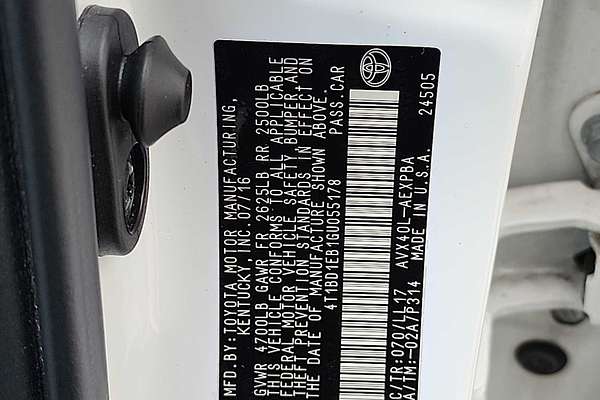 MFD.BY:TOYOTA MOTOR MANUFACTURING,
KENTUCKY, INC. 07/16
GVWR 4700LB GAWR FR 2625LB RR 2500LB
THIS VEHICLE CONFORMS TO ALL APPLICABLE
FEDERAL MOTOR VEHICLE SAFETY, BUMPER AND
THEFT PREVENTION STANDARDS IN EFFECT ON
THE DATE OF MANUFACTURE SHOWN ABOVE.
4T1BD1EB1GU055178 PASS.CAR
C/TR:070/LL17 AVX40L-AEXPBA
A/TM:-02A/P314 MADE IN U.S.A. 24505